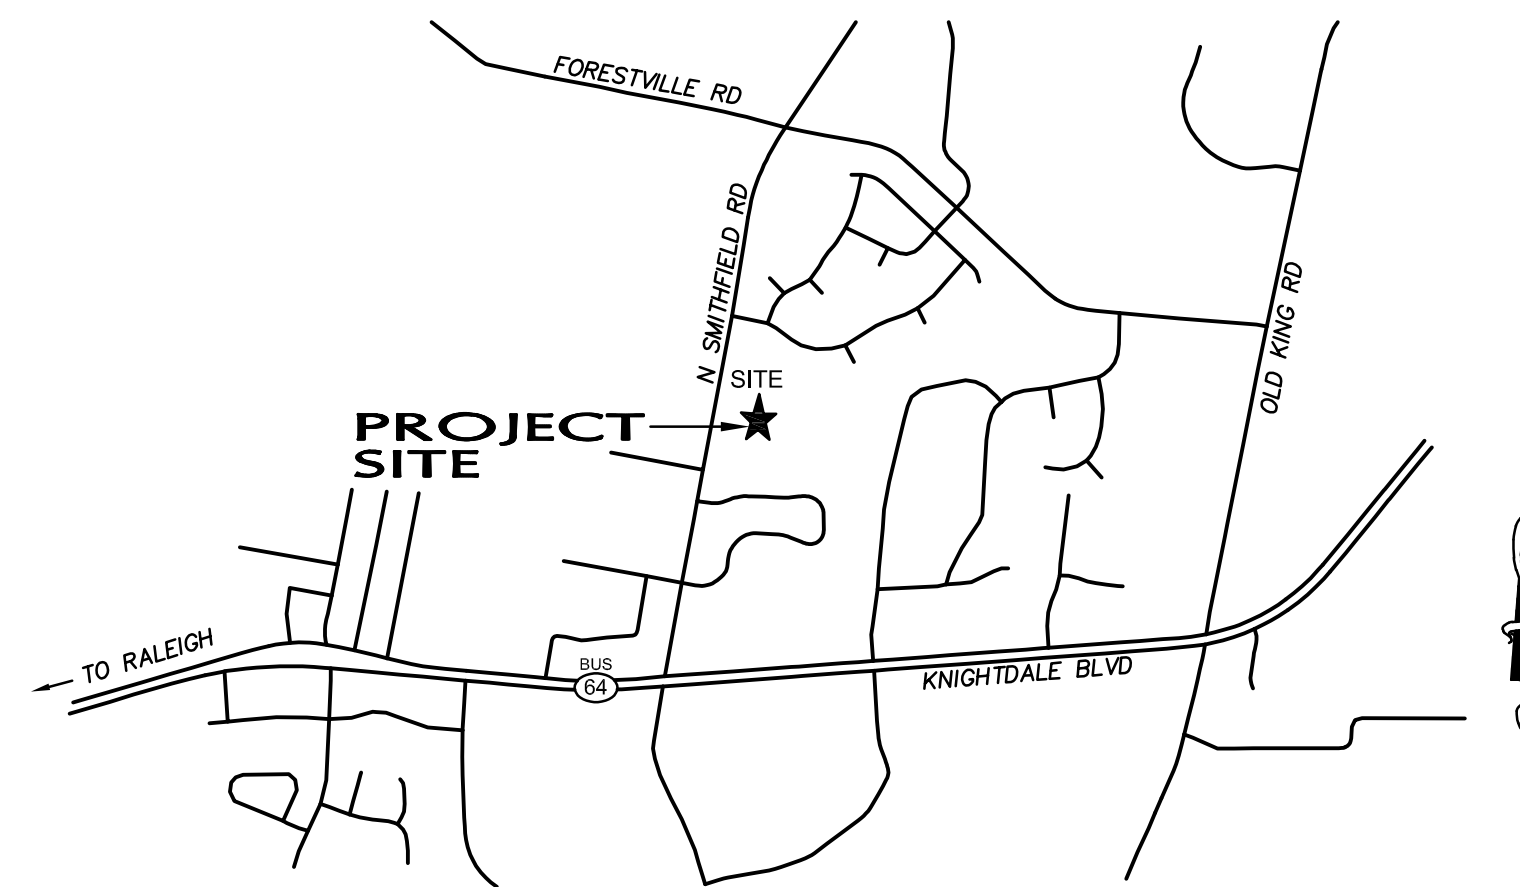 FORESTVILLE RD
N SMITHFIELD RD
OLD KING RD
SITE
PROJECT
SITE
TO RALEIGH
BUS
64
KNIGHTDALE BLVD